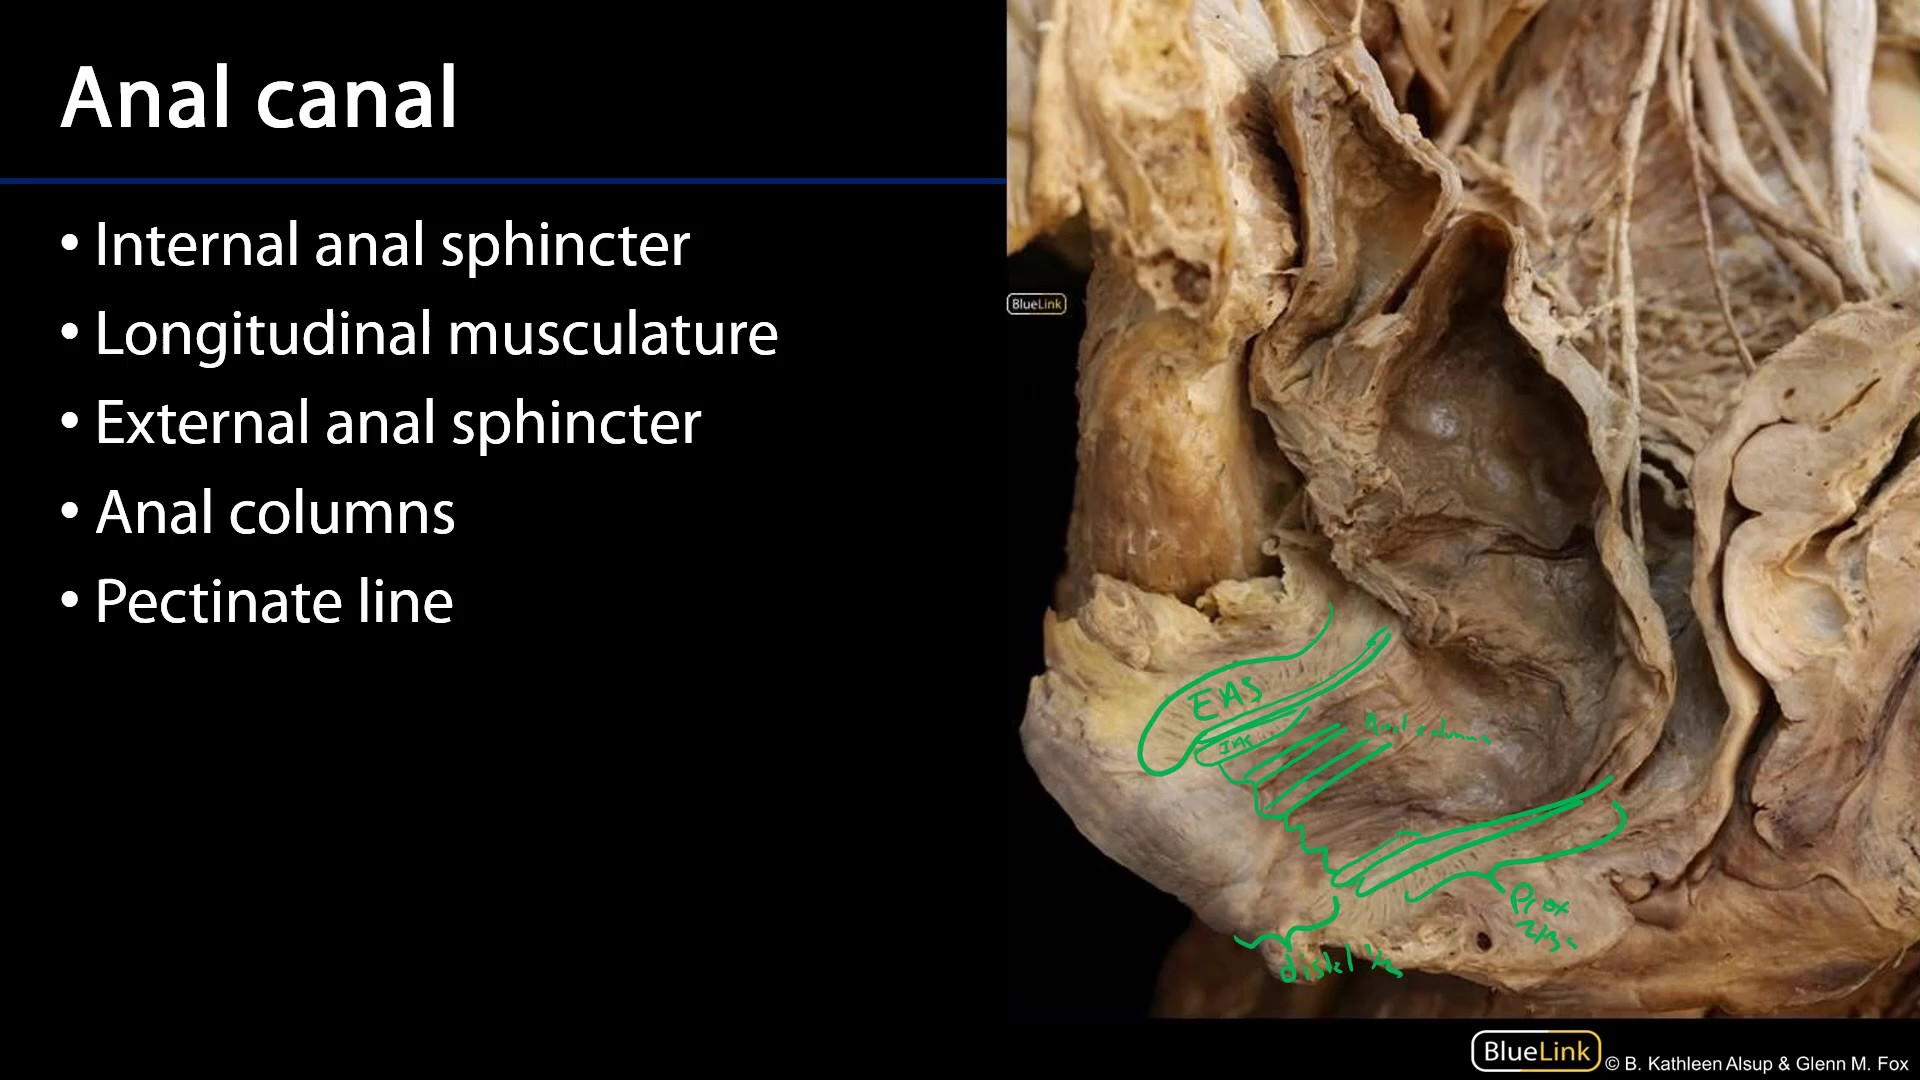 Anal canal
• Internal anal sphincter
• Longitudinal musculature
• External anal sphincter
• Anal columns
• Pectinate line
BlueLink
EAS
IAS
Anal columns
Prox
2/3s
distal 1/3
BlueLink © B. Kathleen Alsup & Glenn M. Fox